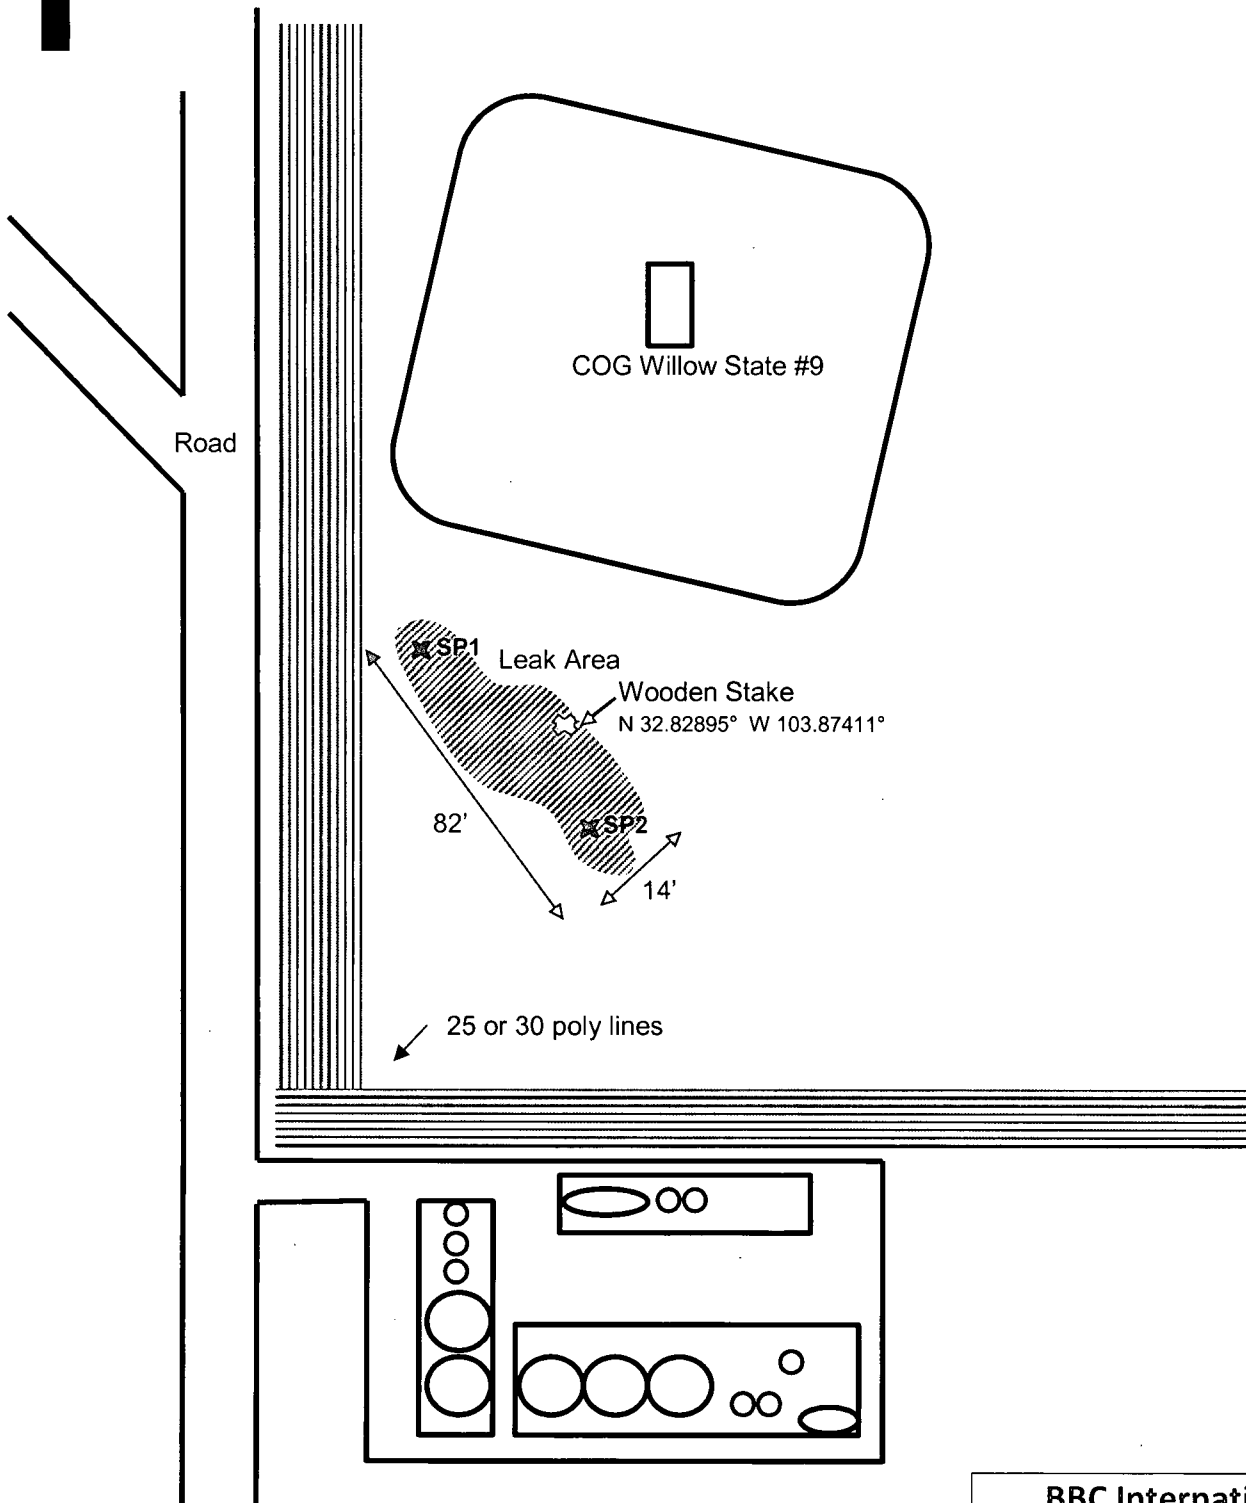 COG Willow State #9
Road
SP1
Leak Area
Wooden Stake
N 32.82895° W 103.87411°
82'
SP2
14'
25 or 30 poly lines
BBC